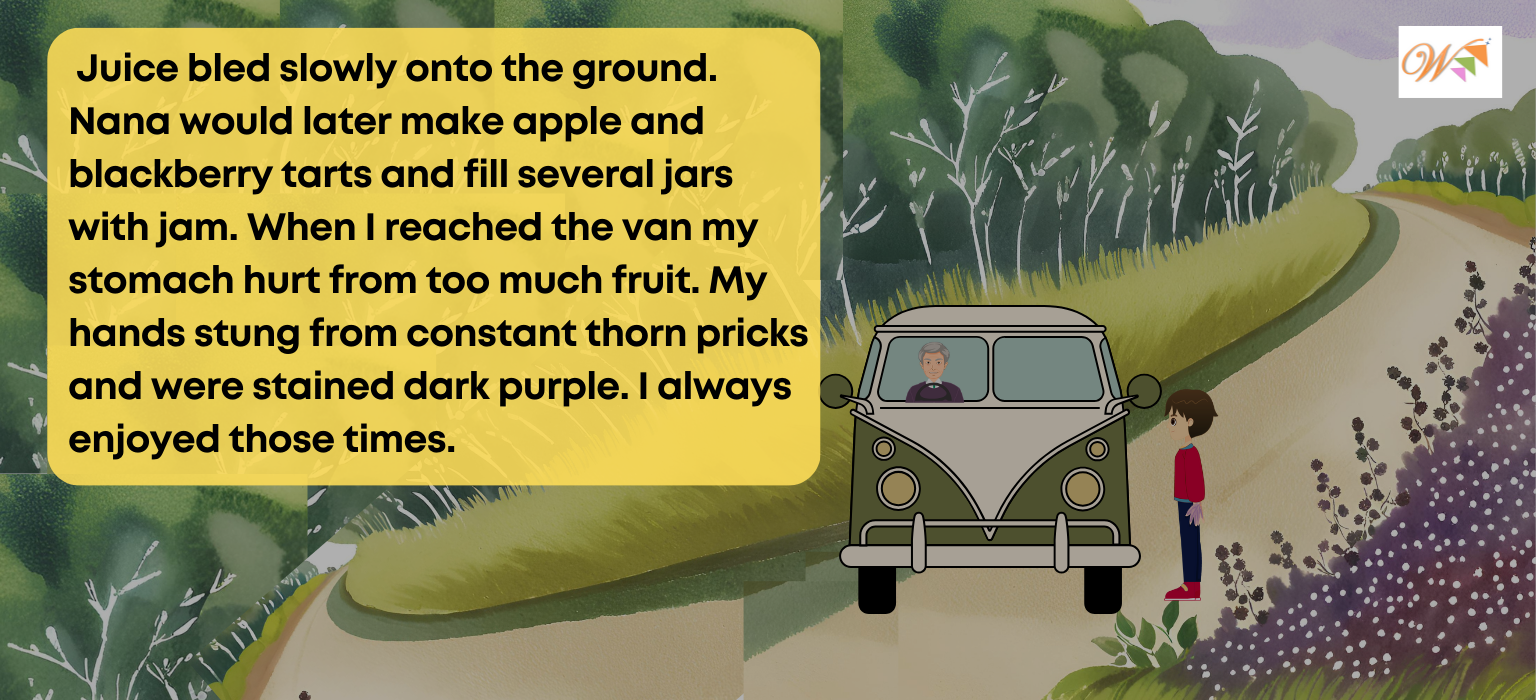 Juice bled slowly onto the ground.
Nana would later make apple and
blackberry tarts and fill several jars
with jam. When I reached the van my
stomach hurt from too much fruit. My
hands stung from constant thorn pricks
and were stained dark purple. I always
enjoyed those times.
W